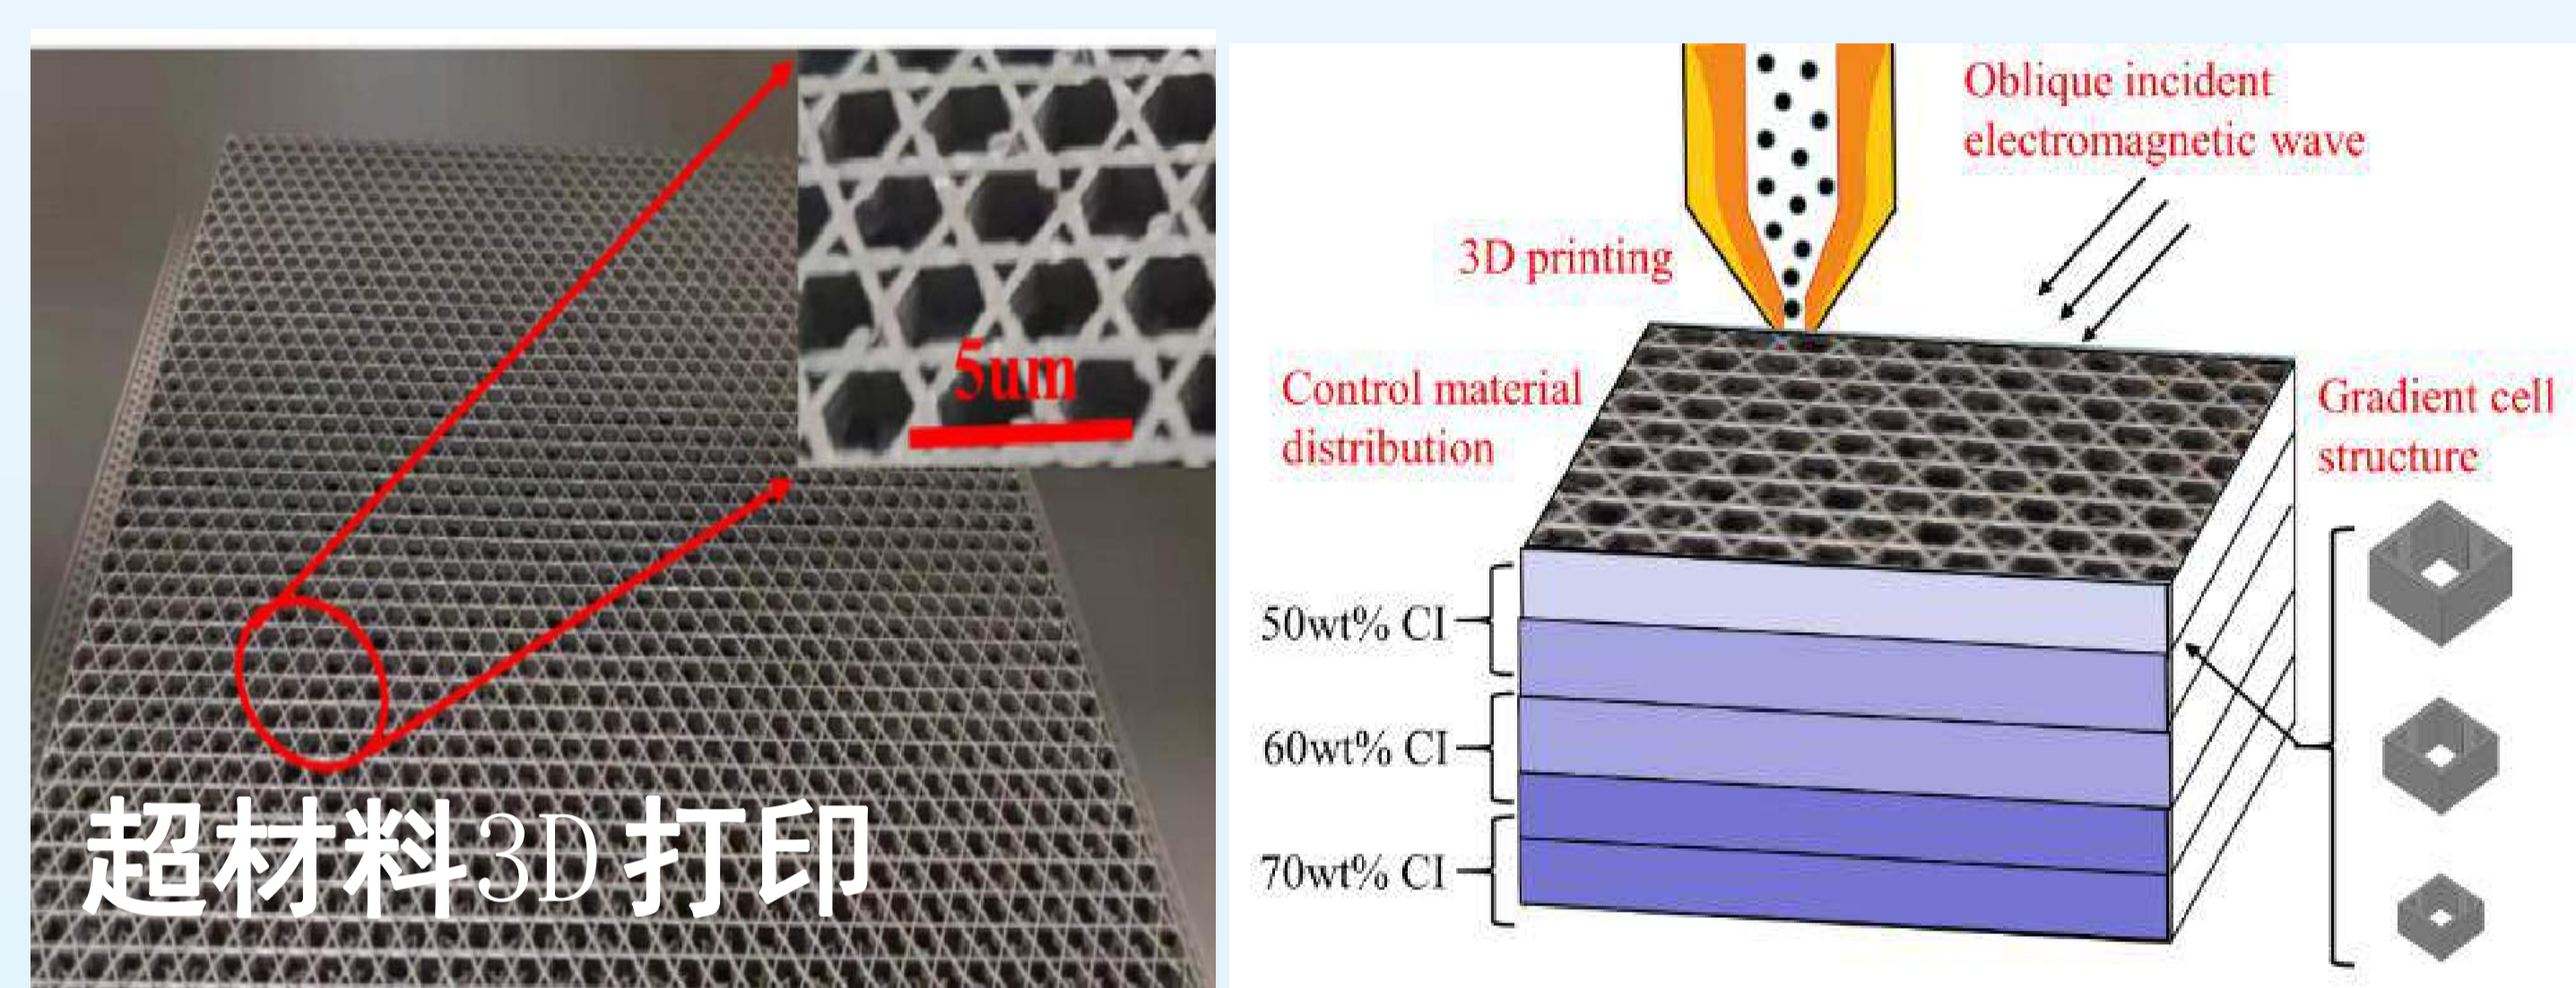 5um
超材料3D 打印
Oblique incident
electromagnetic wave
3D printing
Control material
distribution
Gradient cell
structure
50wt% CI
60wt% CI
70wt% CI